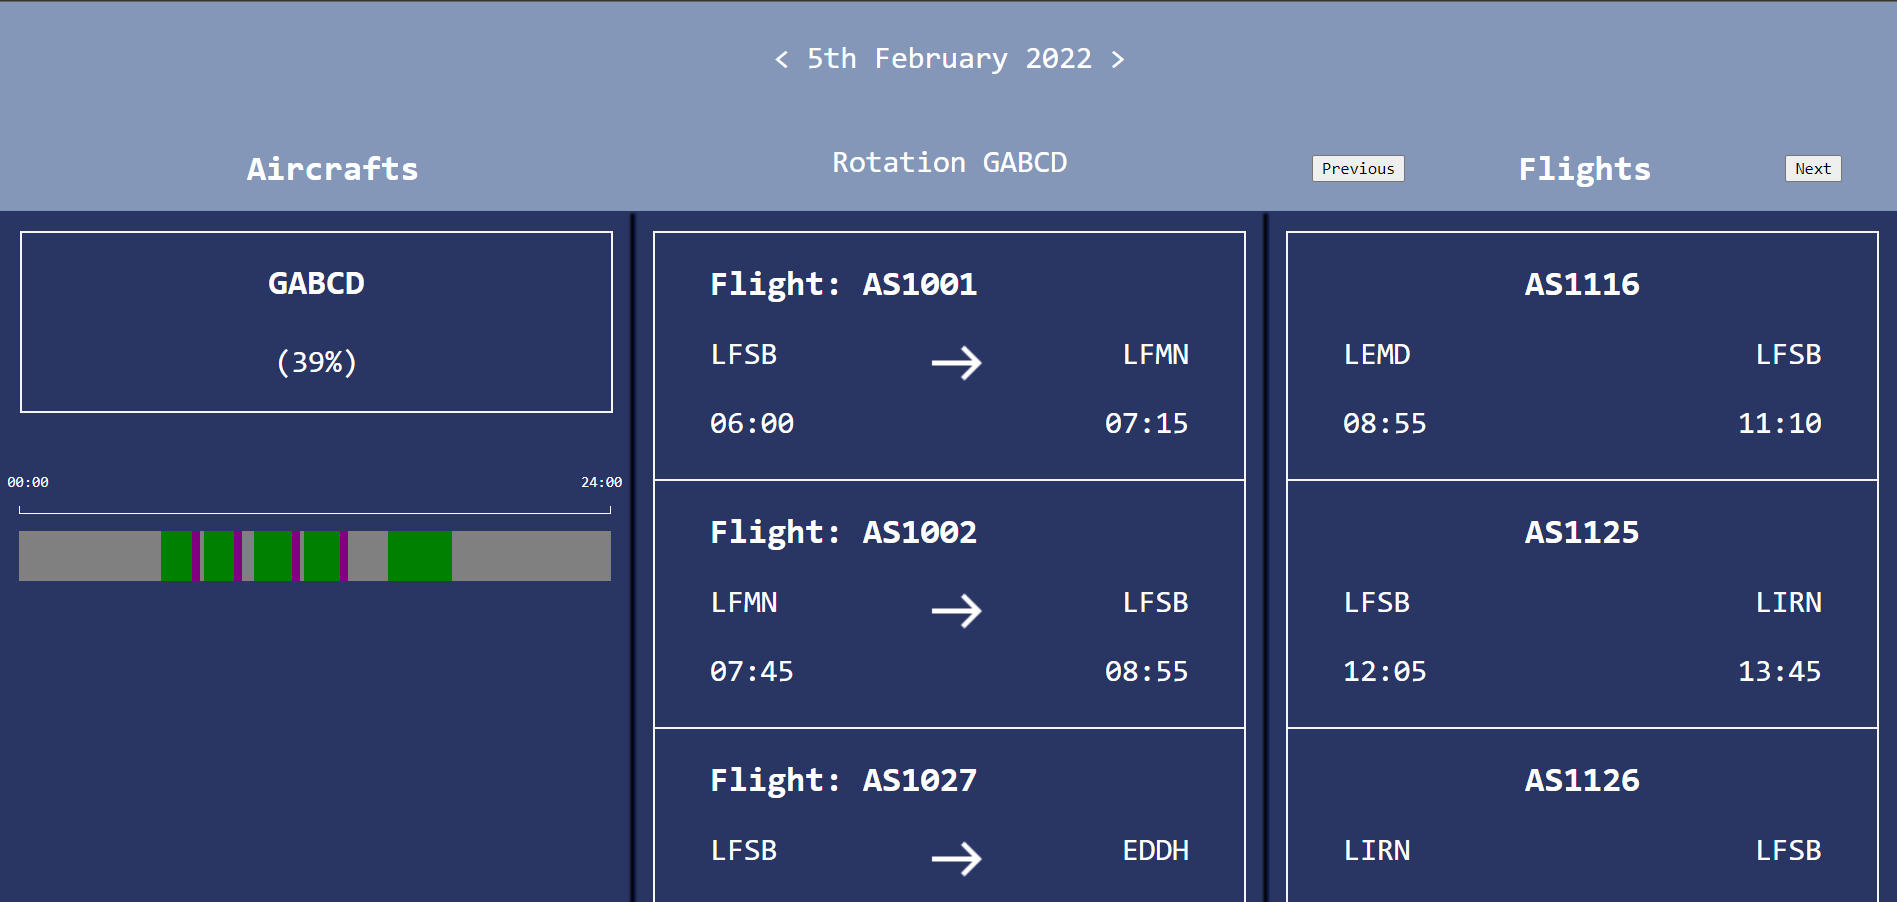 < 5th February 2022 >
Aircrafts
Rotation GABCD
Previous
Flights
Next
GABCD
(39%)
00:00 24:00
Flight: AS1001
LFSB → LFMN
06:00 07:15
Flight: AS1002
LFMN → LFSB
07:45 08:55
Flight: AS1027
LFSB → EDDH
AS1116
LEMD LFSB
08:55 11:10
AS1125
LFSB LIRN
12:05 13:45
AS1126
LIRN LFSB